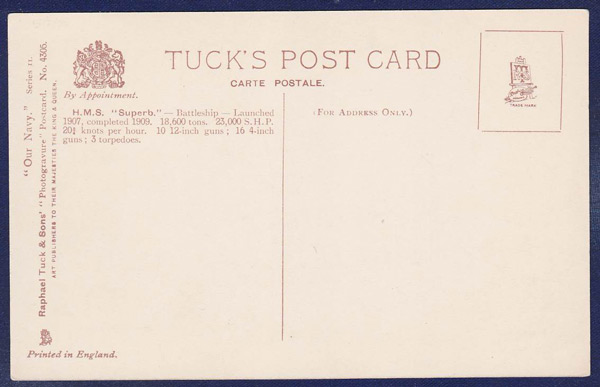 TUCK'S POST CARD
CARTE POSTALE.
By Appointment.
H.M.S. "Superb." — Battleship — Launched
1907, completed 1909. 18,600 tons. 23,000 S.H.P.
20¾ knots per hour. 10 12-inch guns; 16 4-inch
guns; 3 torpedoes.
(FOR ADDRESS ONLY.)
TRADE MARK
"Our Navy." Series II.
Raphael Tuck & Sons' "Photogravure" Postcard, No. 4306.
ART PUBLISHERS TO THEIR MAJESTIES THE KING & QUEEN.
Printed in England.